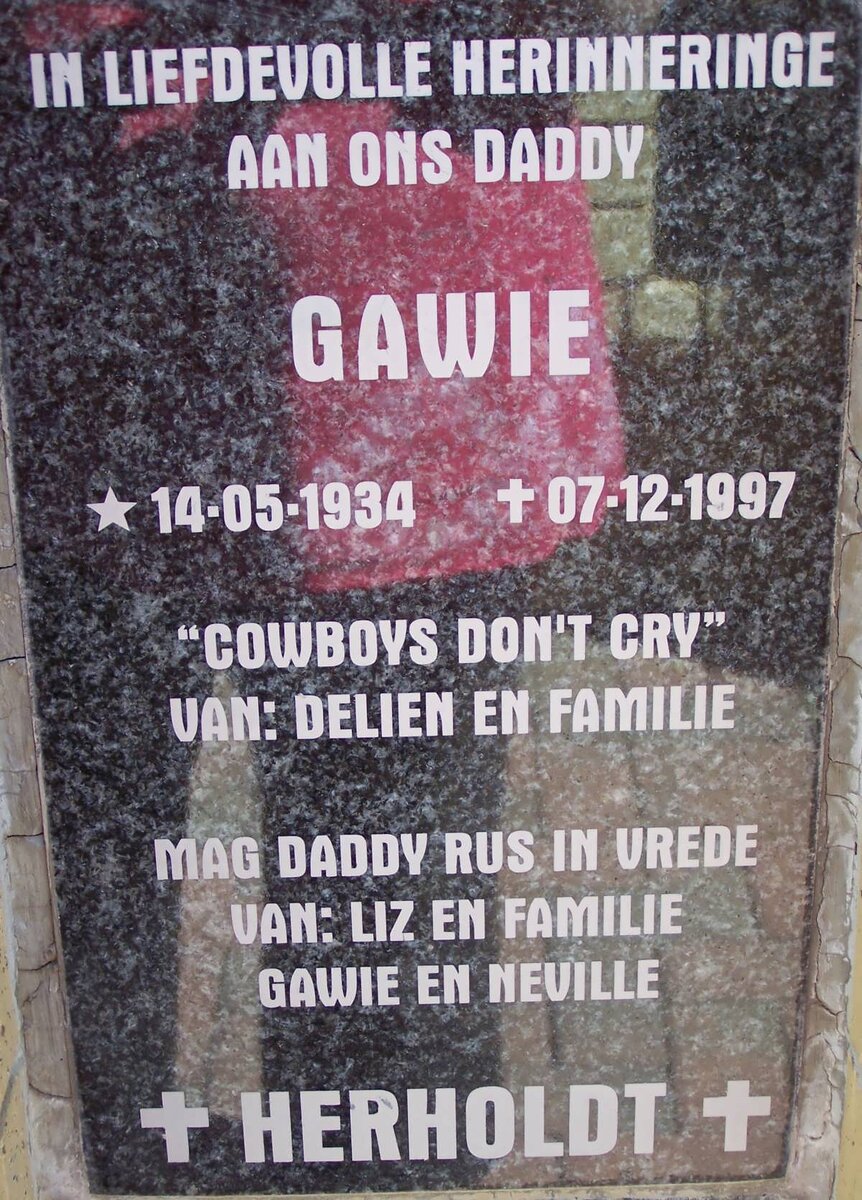 IN LIEFDEVOLLE HERINNERINGE
AAN ONS DADDY
GAWIE
★ 14-05-1934 ✝ 07-12-1997
“COWBOYS DON'T CRY”
VAN: DELIEN EN FAMILIE
MAG DADDY RUS IN VREDE
VAN: LIZ EN FAMILIE
GAWIE EN NEVILLE
✝ HERHOLDT ✝